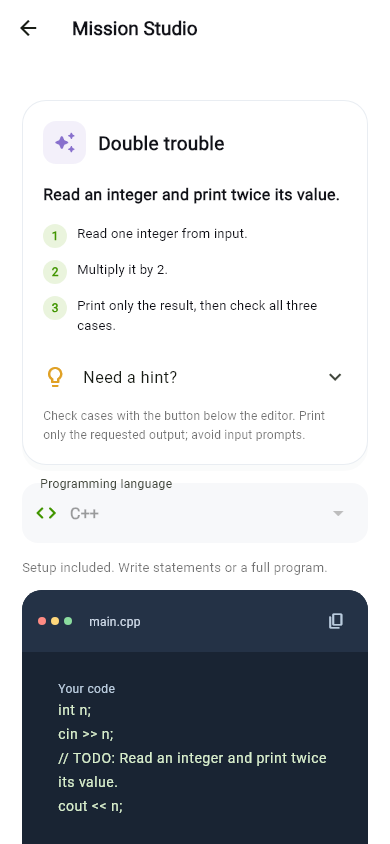 Mission Studio
Double trouble
Read an integer and print twice its value.
1 Read one integer from input.
2 Multiply it by 2.
3 Print only the result, then check all three
cases.
Need a hint?
Check cases with the button below the editor. Print
only the requested output; avoid input prompts.
Programming language
C++
Setup included. Write statements or a full program.
main.cpp
Your code
int n;
cin >> n;
// TODO: Read an integer and print twice
its value.
cout << n;